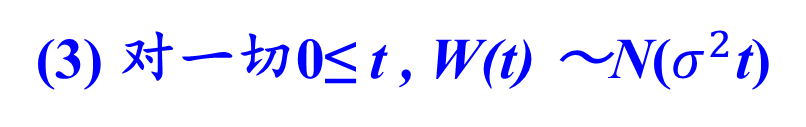 (3) 对一切0≤ t , W(t) ～N(σ²t)